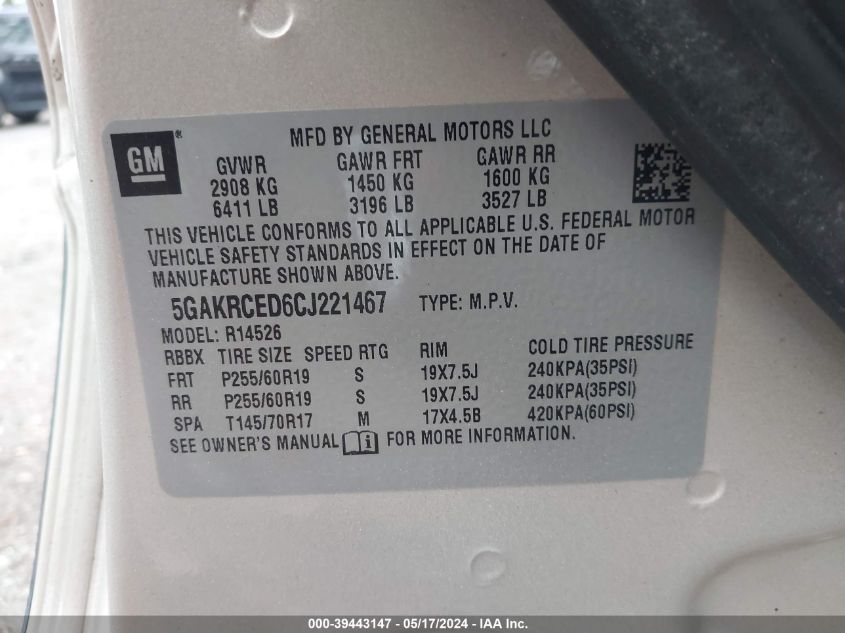 MFD BY GENERAL MOTORS LLC
GM®
GVWR GAWR FRT GAWR RR
2908 KG 1450 KG 1600 KG
6411 LB 3196 LB 3527 LB
THIS VEHICLE CONFORMS TO ALL APPLICABLE U.S. FEDERAL MOTOR
VEHICLE SAFETY STANDARDS IN EFFECT ON THE DATE OF
MANUFACTURE SHOWN ABOVE.
5GAKRCED6CJ221467 TYPE: M.P.V.
MODEL: R14526
RBBX TIRE SIZE SPEED RTG RIM COLD TIRE PRESSURE
FRT P255/60R19 S 19X7.5J 240KPA(35PSI)
RR P255/60R19 S 19X7.5J 240KPA(35PSI)
SPA T145/70R17 M 17X4.5B 420KPA(60PSI)
SEE OWNER'S MANUAL i FOR MORE INFORMATION.
000-39443147 - 05/17/2024 - IAA Inc.